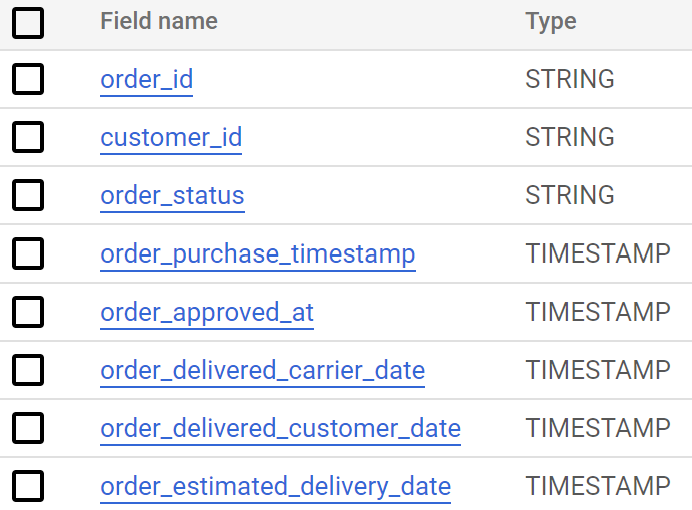 Field name Type
order_id STRING
customer_id STRING
order_status STRING
order_purchase_timestamp TIMESTAMP
order_approved_at TIMESTAMP
order_delivered_carrier_date TIMESTAMP
order_delivered_customer_date TIMESTAMP
order_estimated_delivery_date TIMESTAMP